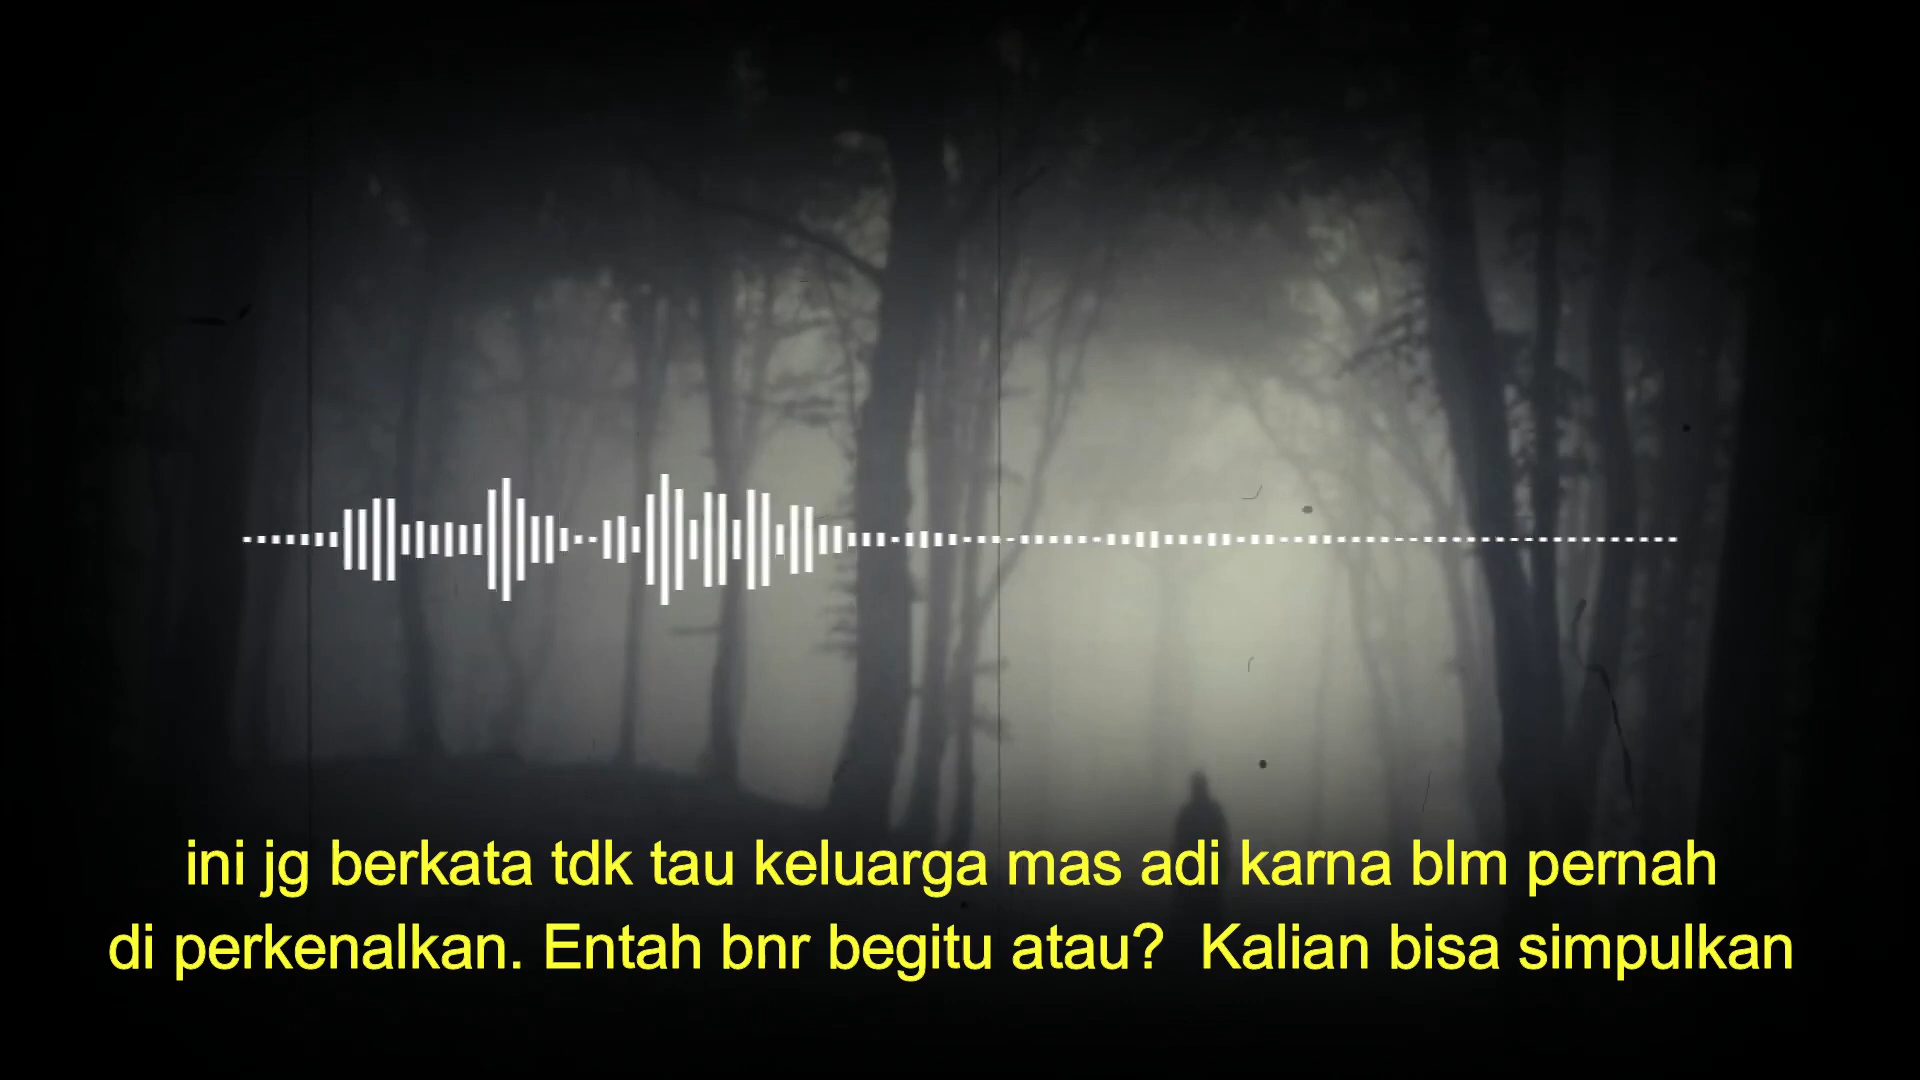 ini jg berkata tdk tau keluarga mas adi karna blm pernah
di perkenalkan. Entah bnr begitu atau?  Kalian bisa simpulkan